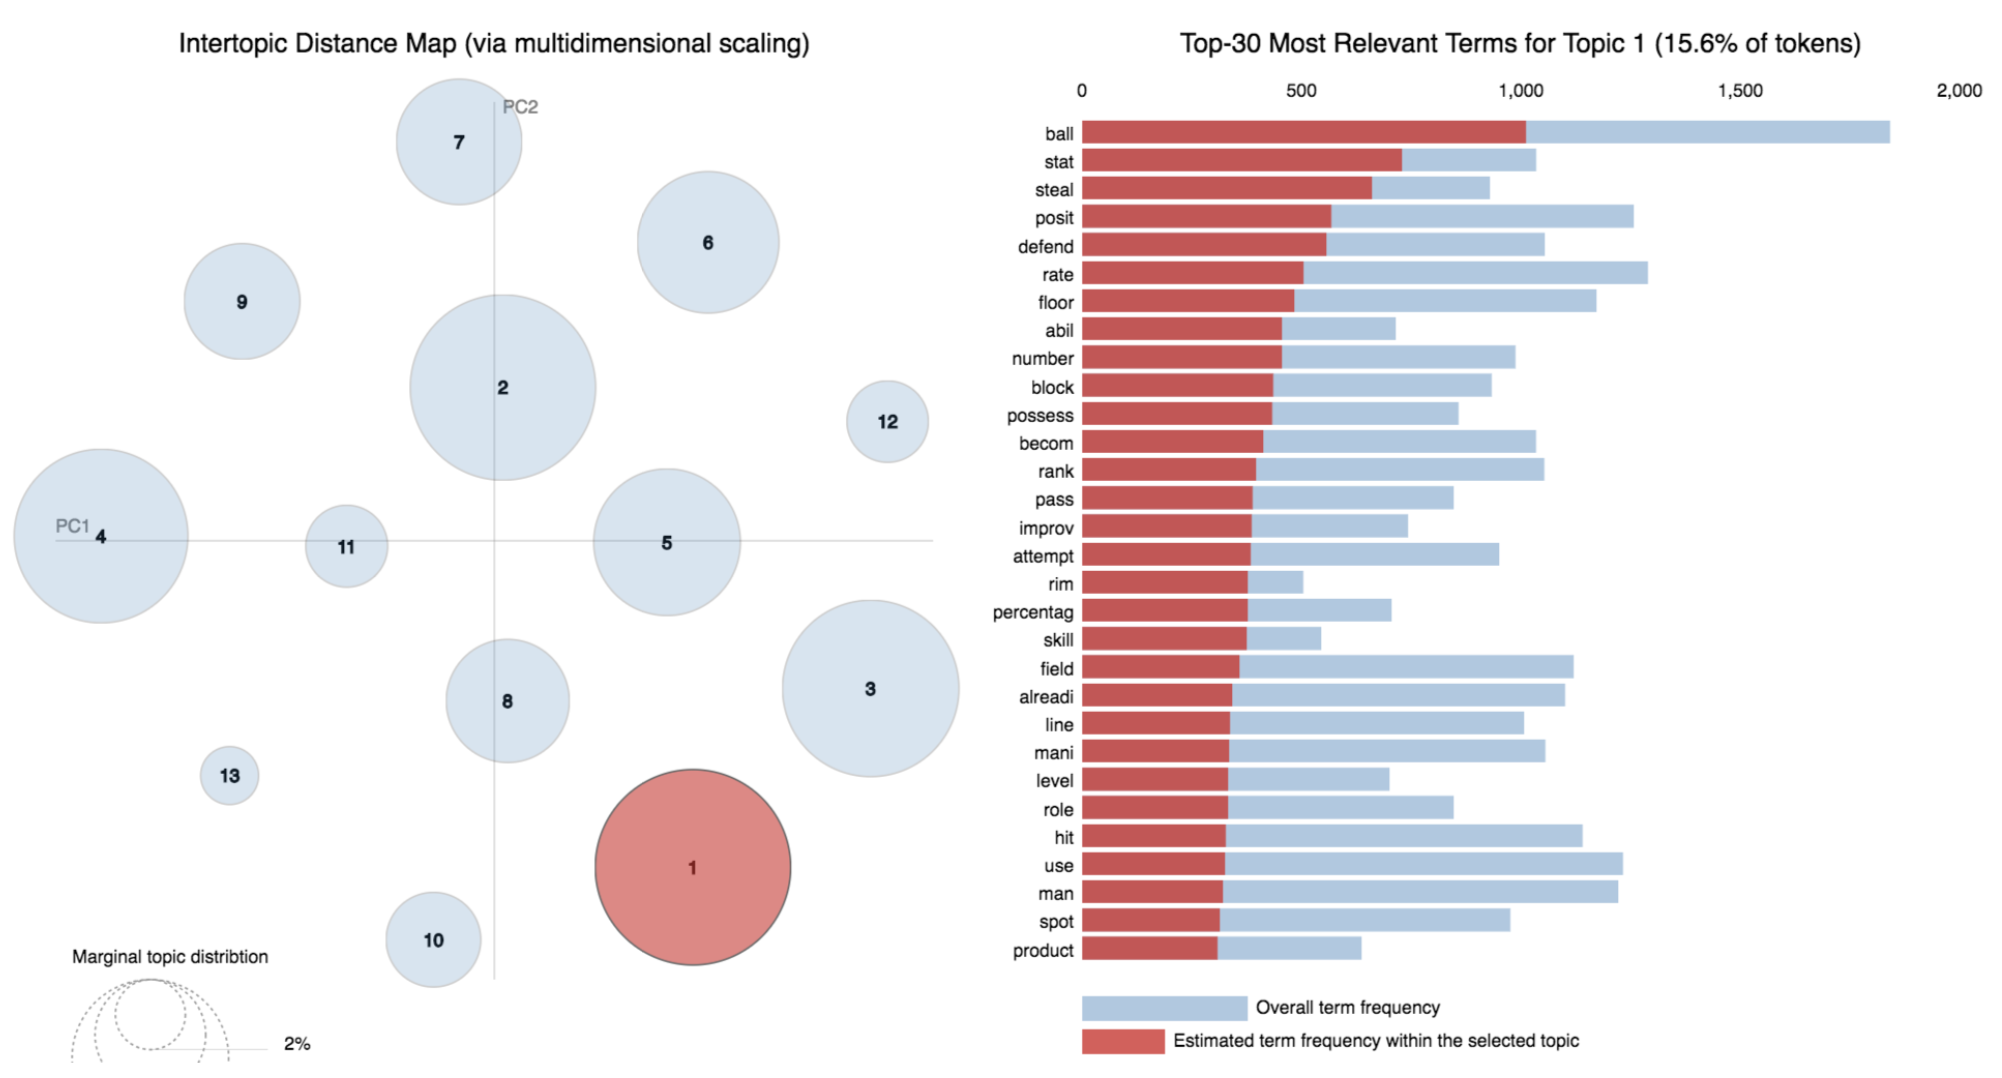 Intertopic Distance Map (via multidimensional scaling)
PC2
7
6
9
2
12
PC1
4
11
5
8
3
13
1
10
Marginal topic distribtion
2%
Top-30 Most Relevant Terms for Topic 1 (15.6% of tokens)
0 500 1,000 1,500 2,000
ball
stat
steal
posit
defend
rate
floor
abil
number
block
possess
becom
rank
pass
improv
attempt
rim
percentag
skill
field
alreadi
line
mani
level
role
hit
use
man
spot
product
Overall term frequency
Estimated term frequency within the selected topic